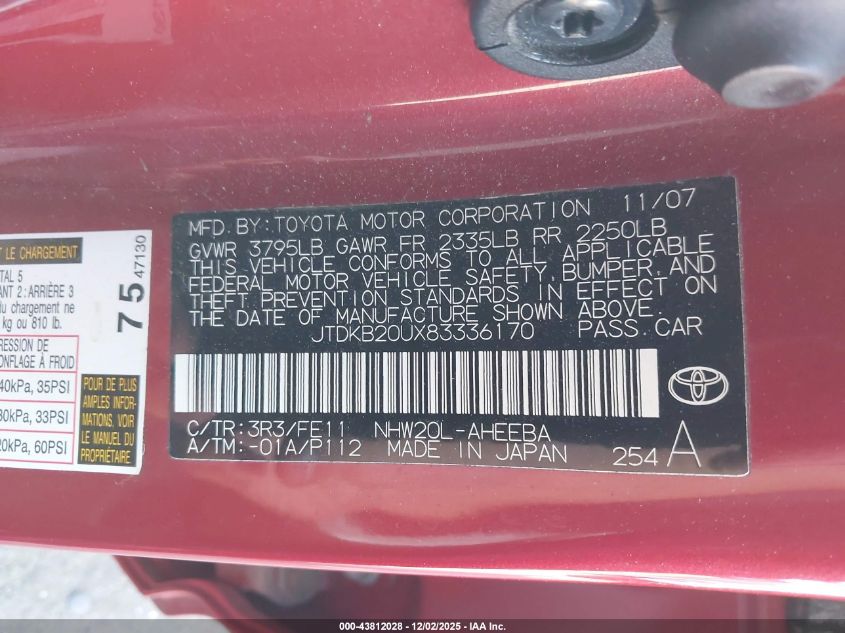 T LE CHARGEMENT
TAL 5
ANT 2 : ARRIÈRE 3
du chargement ne
kg ou 810 lb.
75 47130
RESSION DE
ONFLAGE À FROID
40kPa, 35PSI
30kPa, 33PSI
20kPa, 60PSI
POUR DE PLUS
AMPLES INFOR-
MATIONS, VOIR
LE MANUEL DU
PROPRIÉTAIRE
MFD. BY: TOYOTA MOTOR CORPORATION 11/07
GVWR 3795LB GAWR FR 2335LB RR 2250LB
THIS VEHICLE CONFORMS TO ALL APPLICABLE
FEDERAL MOTOR VEHICLE SAFETY, BUMPER, AND
THEFT PREVENTION STANDARDS IN EFFECT ON
THE DATE OF MANUFACTURE SHOWN ABOVE.
JTDKB20UX83336170 PASS.CAR
C/TR: 3R3/FE11 NHW20L-AHEEBA
A/TM: -01A/P112 MADE IN JAPAN 254 A
000-43812028 - 12/02/2025 - IAA Inc.